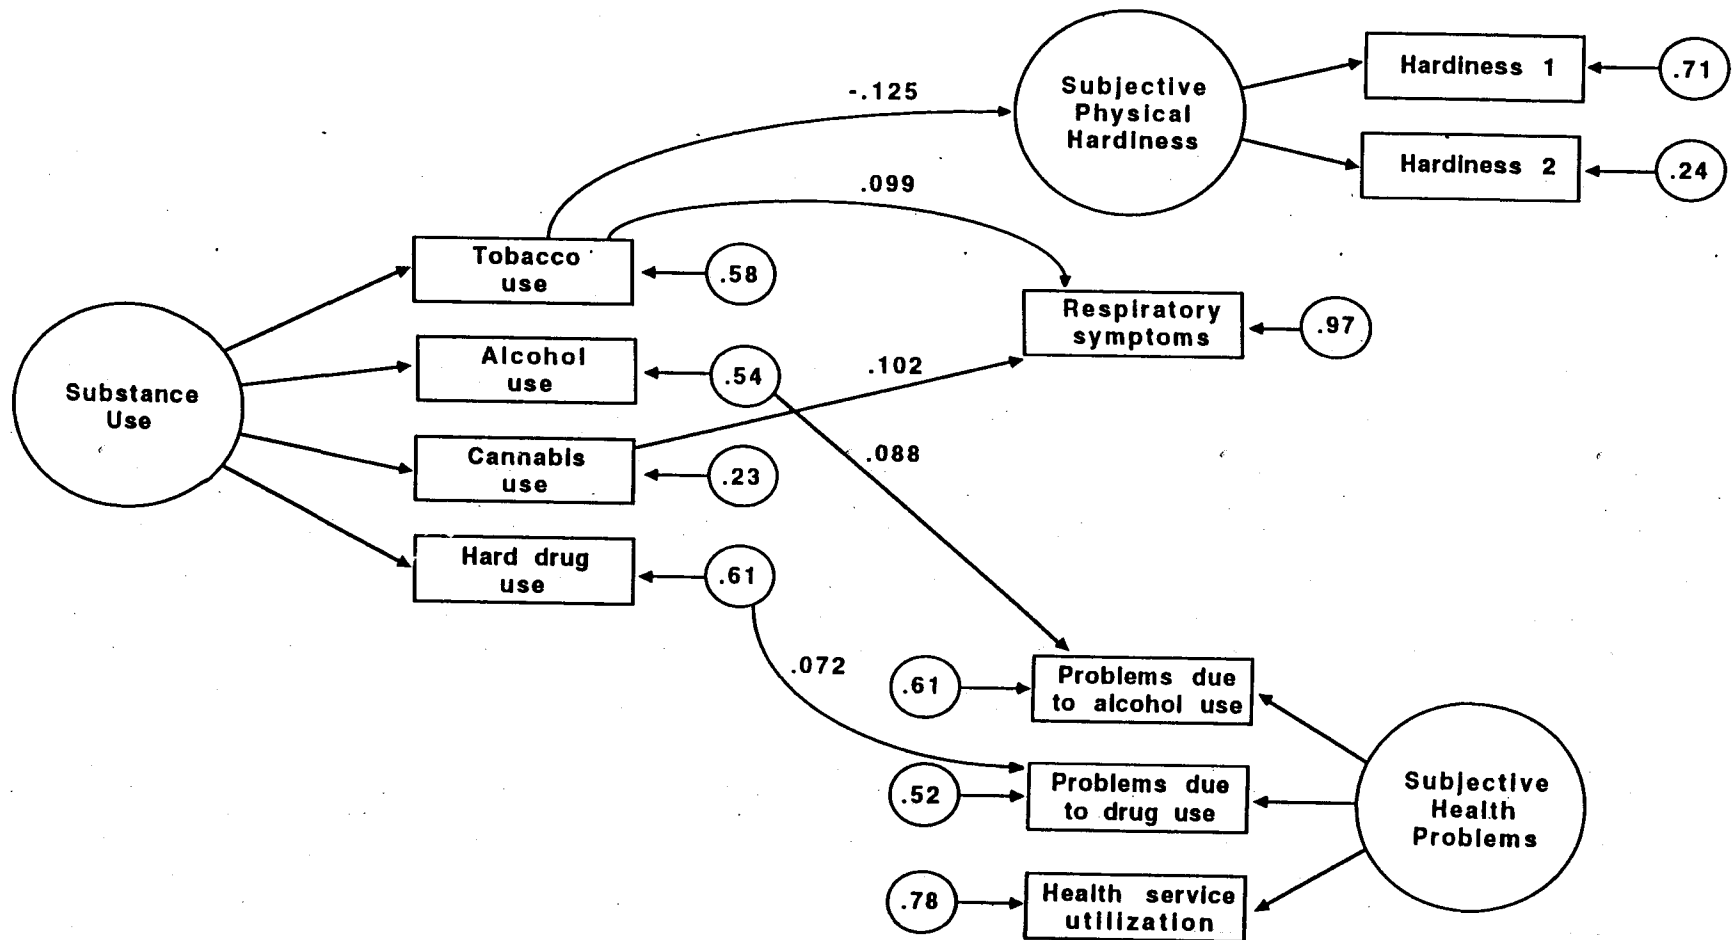 -.125
Subjective
Physical
Hardiness
Hardiness 1
.71
Hardiness 2
.24
.099
Tobacco
use
.58
Respiratory
symptoms
.97
Alcohol
use
.54
.102
Substance
Use
.088
Cannabis
use
.23
Hard drug
use
.61
.072
.61
Problems due
to alcohol use
.52
Problems due
to drug use
Subjective
Health
Problems
.78
Health service
utilization